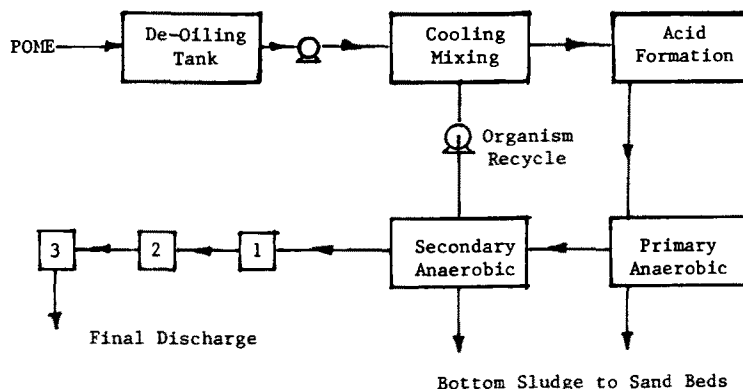 POME
De-Oiling
Tank
Cooling
Mixing
Acid
Formation
Organism
Recycle
3
2
1
Secondary
Anaerobic
Primary
Anaerobic
Final Discharge
Bottom Sludge to Sand Beds